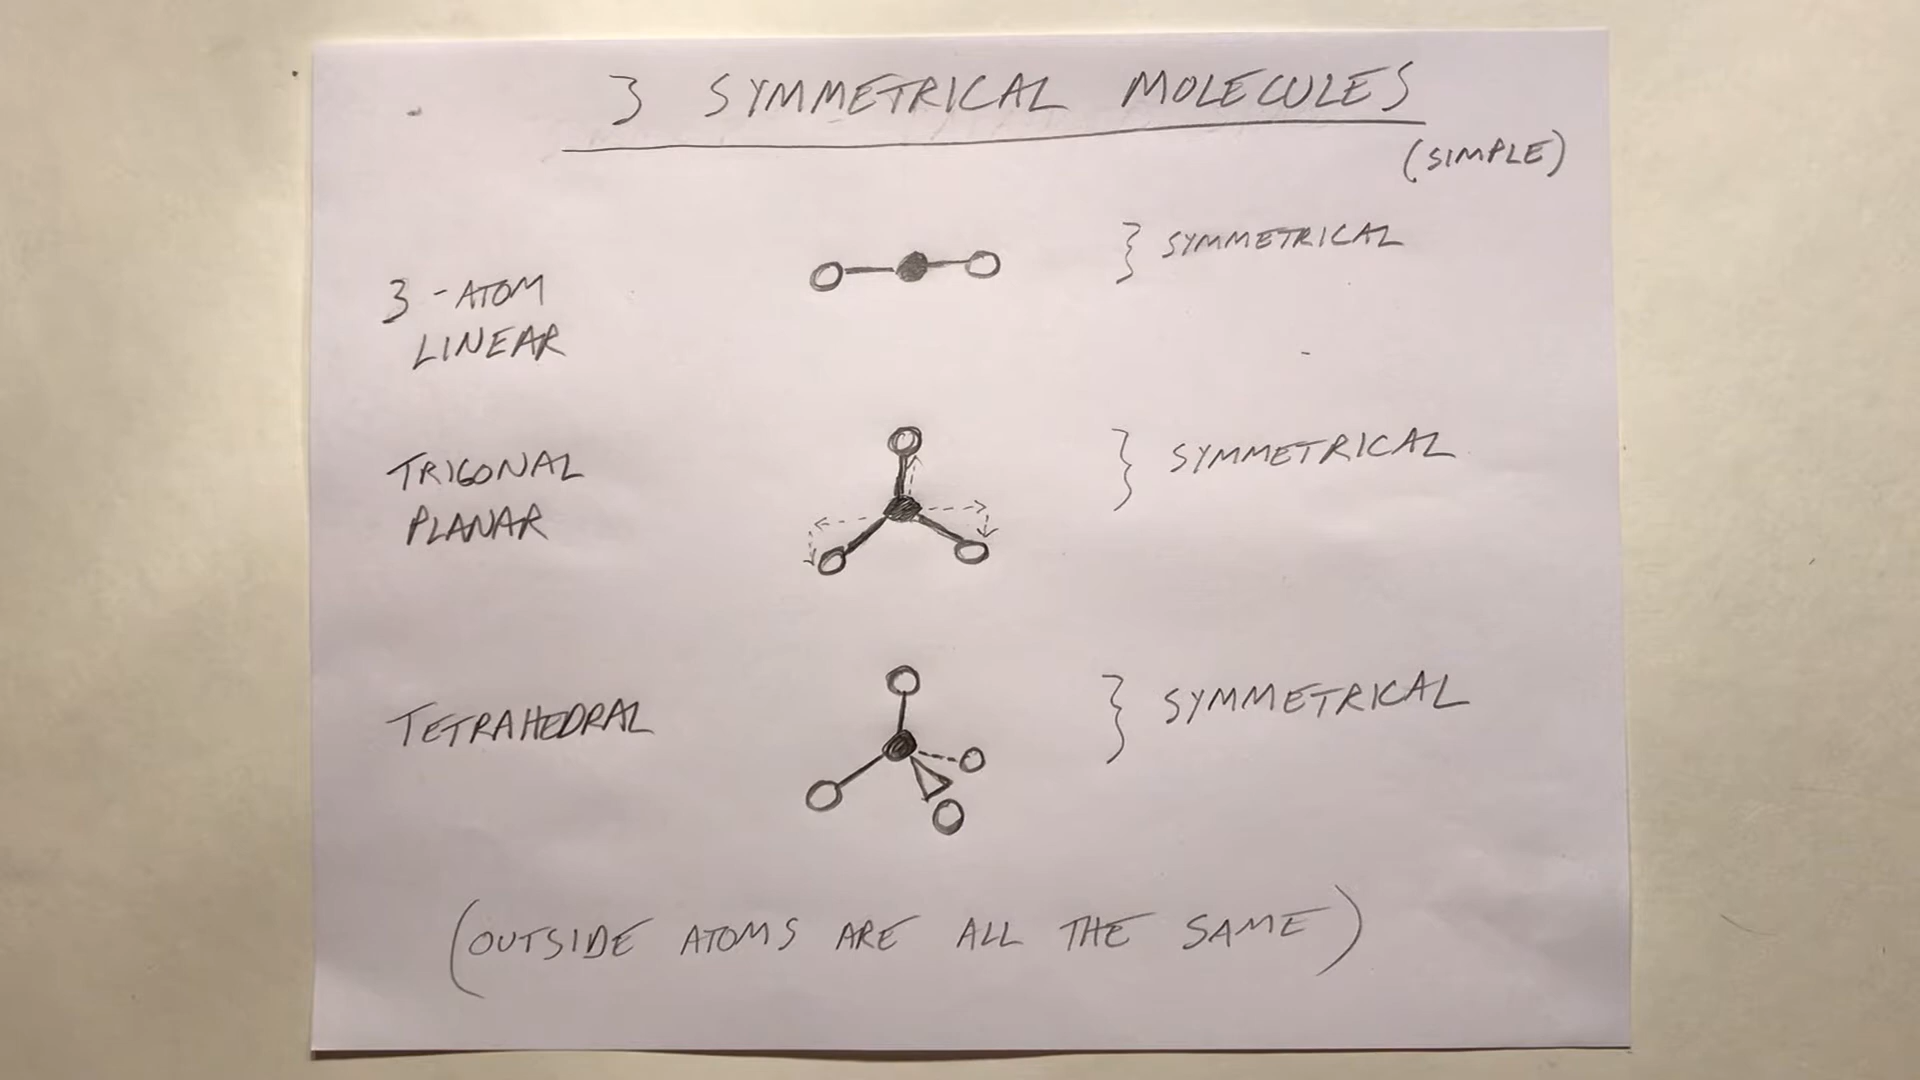 3 SYMMETRICAL MOLECULES
(SIMPLE)
} SYMMETRICAL
3-ATOM
LINEAR
TRIGONAL
PLANAR
} SYMMETRICAL
TETRAHEDRAL
} SYMMETRICAL
(OUTSIDE ATOMS ARE ALL THE SAME)